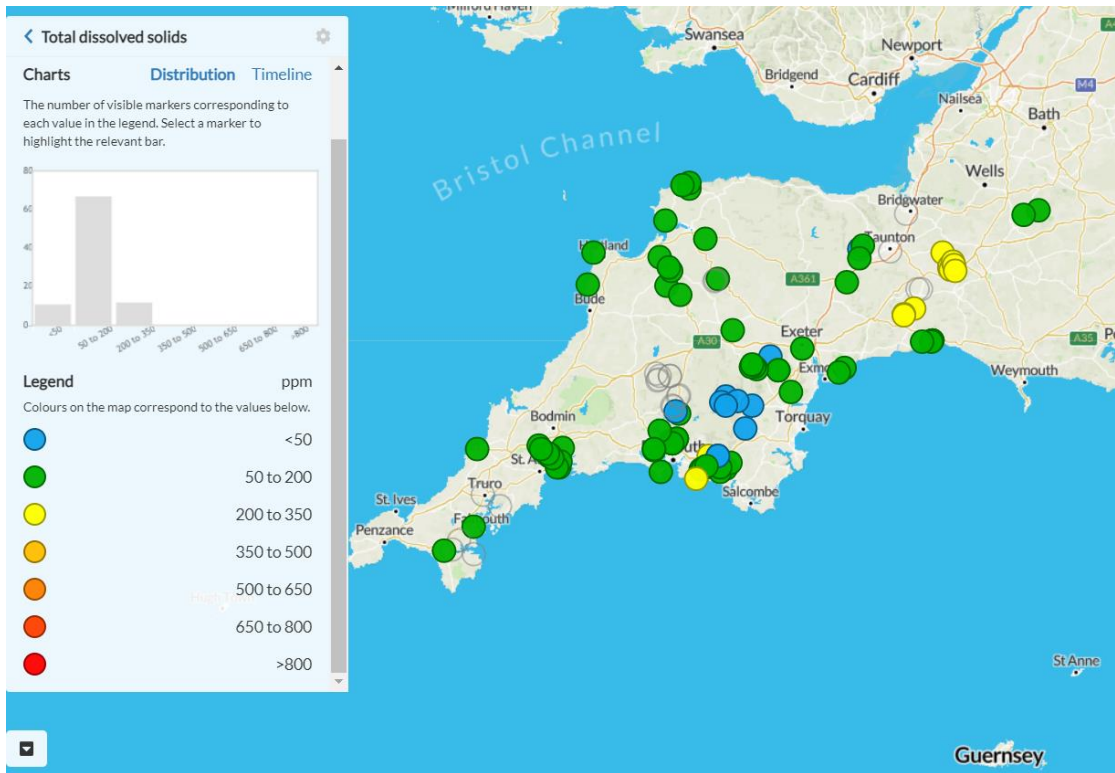 Total dissolved solids
Charts
Distribution
Timeline
The number of visible markers corresponding to
each value in the legend. Select a marker to
highlight the relevant bar.
80
60
40
20
0
<50
50 to 200
200 to 350
350 to 500
500 to 650
650 to 800
>800
Legend
ppm
Colours on the map correspond to the values below.
<50
50 to 200
200 to 350
350 to 500
500 to 650
650 to 800
>800
Milford Haven
Swansea
Newport
Bridgend
Cardiff
M4
Nailsea
Bath
Bristol Channel
Wells
Bridgwater
Taunton
A361
Bude
Exeter
A30
A35
Weymouth
Bodmin
Torquay
Truro
St. Ives
Salcombe
Penzance
St Anne
Guernsey